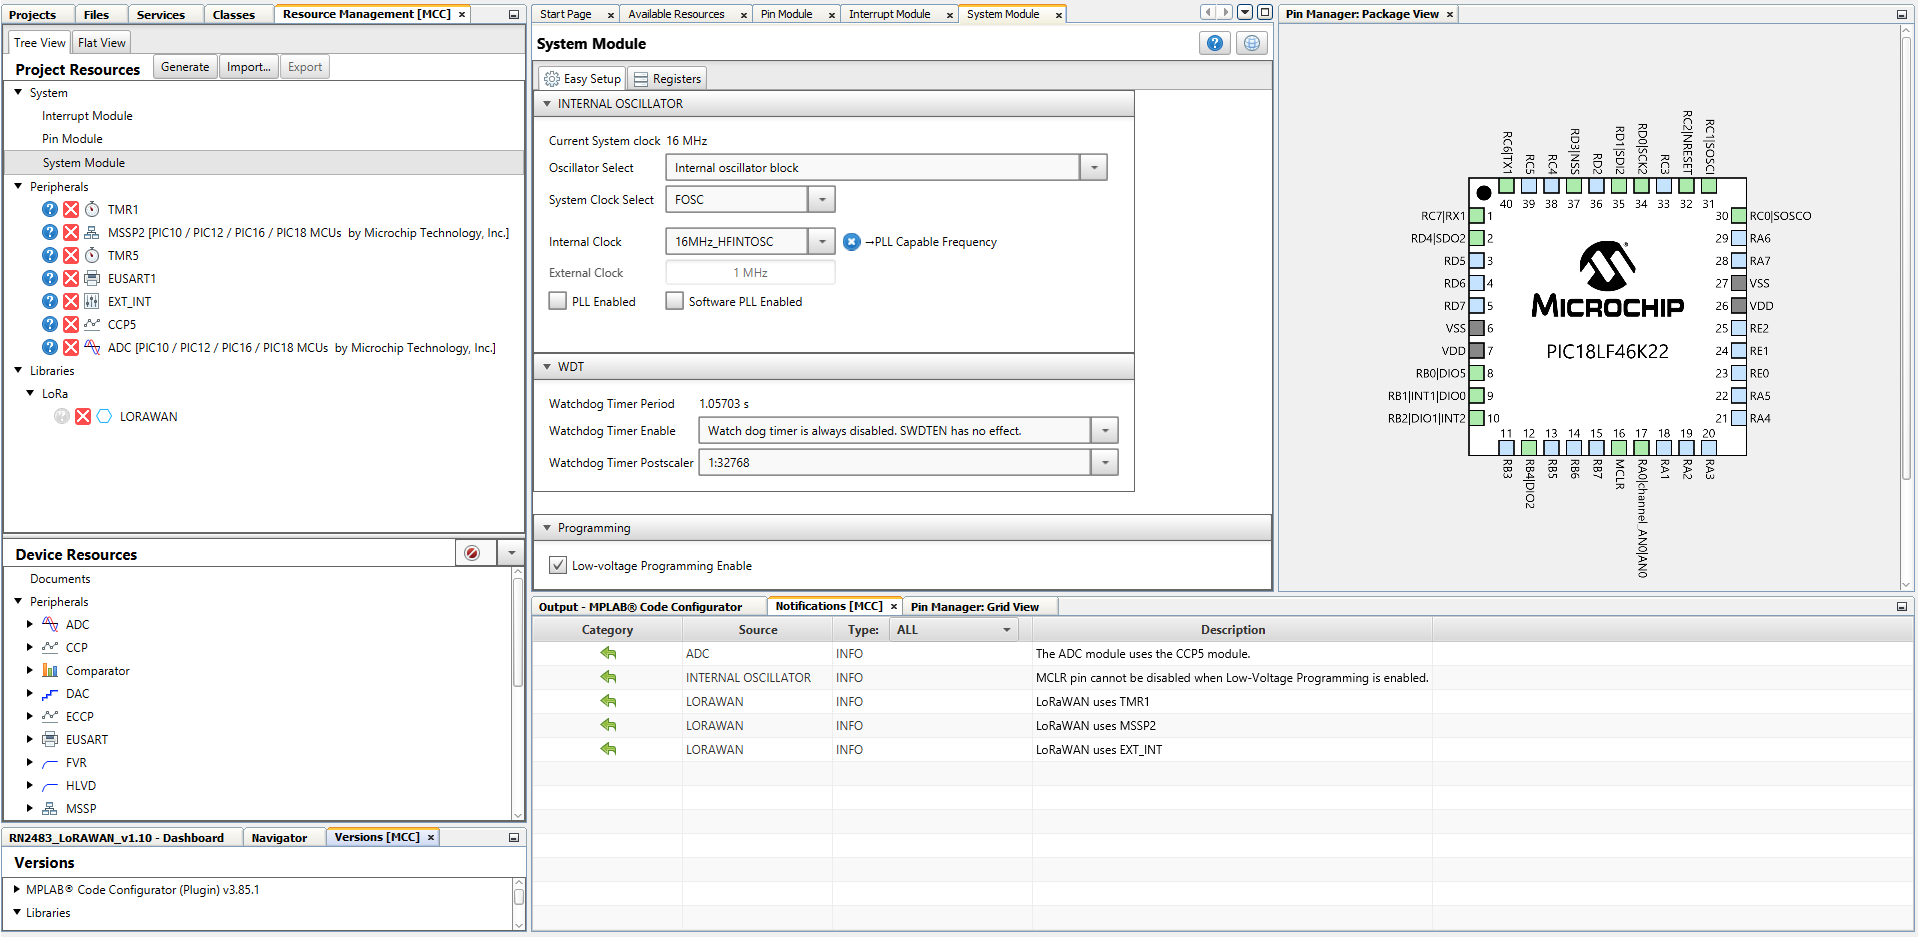 Projects Files Services Classes Resource Management [MCC] ×
Tree View Flat View
Project Resources Generate Import... Export
System
Interrupt Module
Pin Module
System Module
Peripherals
TMR1
MSSP2 [PIC10 / PIC12 / PIC16 / PIC18 MCUs by Microchip Technology, Inc.]
TMR5
EUSART1
EXT_INT
CCP5
ADC [PIC10 / PIC12 / PIC16 / PIC18 MCUs by Microchip Technology, Inc.]
Libraries
LoRa
LORAWAN
Device Resources
Documents
Peripherals
ADC
CCP
Comparator
DAC
ECCP
EUSART
FVR
HLVD
MSSP
RN2483_LoRAWAN_v1.10 - Dashboard Navigator Versions [MCC] ×
Versions
MPLAB® Code Configurator (Plugin) v3.85.1
Libraries
Start Page × Available Resources × Pin Module × Interrupt Module × System Module ×
System Module
Easy Setup Registers
INTERNAL OSCILLATOR
Current System clock 16 MHz
Oscillator Select Internal oscillator block
System Clock Select FOSC
Internal Clock 16MHz_HFINTOSC →PLL Capable Frequency
External Clock 1 MHz
PLL Enabled Software PLL Enabled
WDT
Watchdog Timer Period 1.05703 s
Watchdog Timer Enable Watch dog timer is always disabled. SWDTEN has no effect.
Watchdog Timer Postscaler 1:32768
Programming
Low-voltage Programming Enable
Pin Manager: Package View ×
RC6|TX1
RC5
RC4
RD3|NSS
RD2
RD1|SDI2
RD0|SCK2
RC3
RC2|NRESET
RC1|SOSCI
40 39 38 37 36 35 34 33 32 31
RC7|RX1 1
RD4|SDO2 2
RD5 3
RD6 4
RD7 5
VSS 6
VDD 7
RB0|DIO5 8
RB1|INT1|DIO0 9
RB2|DIO1|INT2 10
MICROCHIP
PIC18LF46K22
30 RC0|SOSCO
29 RA6
28 RA7
27 VSS
26 VDD
25 RE2
24 RE1
23 RE0
22 RA5
21 RA4
11 12 13 14 15 16 17 18 19 20
RB3
RB4|DIO2
RB5
RB6
RB7
MCLR
RA0|channel_AN0|AN0
RA1
RA2
RA3
Output - MPLAB® Code Configurator Notifications [MCC] × Pin Manager: Grid View
Category Source Type: ALL Description
ADC INFO The ADC module uses the CCP5 module.
INTERNAL OSCILLATOR INFO MCLR pin cannot be disabled when Low-Voltage Programming is enabled.
LORAWAN INFO LoRaWAN uses TMR1
LORAWAN INFO LoRaWAN uses MSSP2
LORAWAN INFO LoRaWAN uses EXT_INT